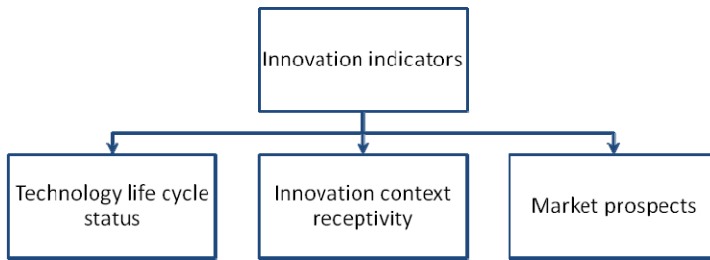 Innovation indicators
Technology life cycle
status
Innovation context
receptivity
Market prospects